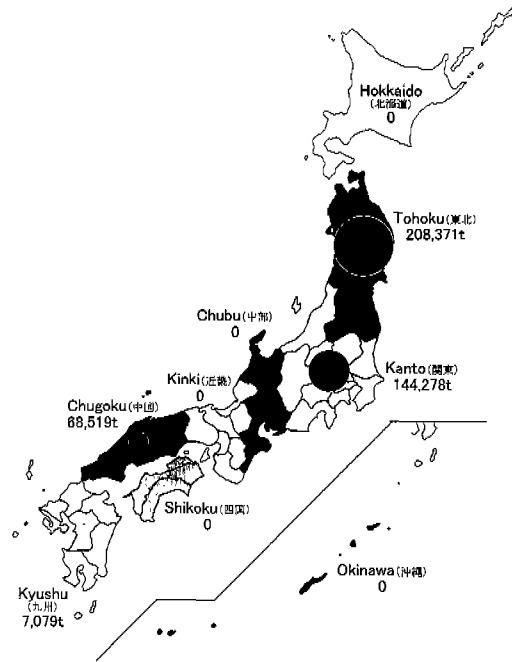 Hokkaido
(北海道)
0
Tohoku(東北)
208,371t
Chubu(中部)
0
Kinki(近畿)
0
Kanto(関東)
144,278t
Chugoku(中国)
68,519t
Shikoku(四国)
0
Okinawa(沖縄)
0
Kyushu
(九州)
7,079t